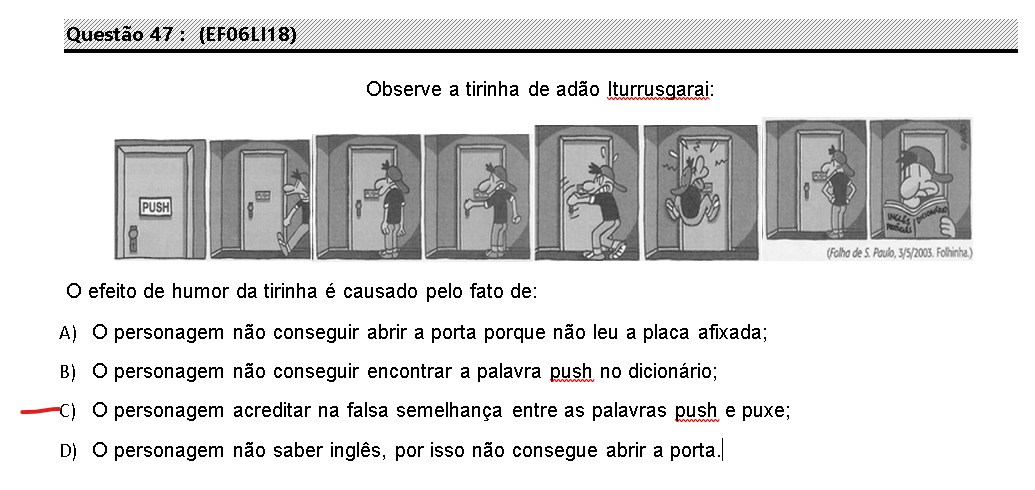 Questão 47 : (EF06LI18)
Observe a tirinha de adão Iturrusgarai:
PUSH
INGLÊS DICIONÁRIO
PORTUGUÊS
(Folha de S. Paulo, 3/5/2003. Folhinha.)
O efeito de humor da tirinha é causado pelo fato de:
A) O personagem não conseguir abrir a porta porque não leu a placa afixada;
B) O personagem não conseguir encontrar a palavra push no dicionário;
C) O personagem acreditar na falsa semelhança entre as palavras push e puxe;
D) O personagem não saber inglês, por isso não consegue abrir a porta.